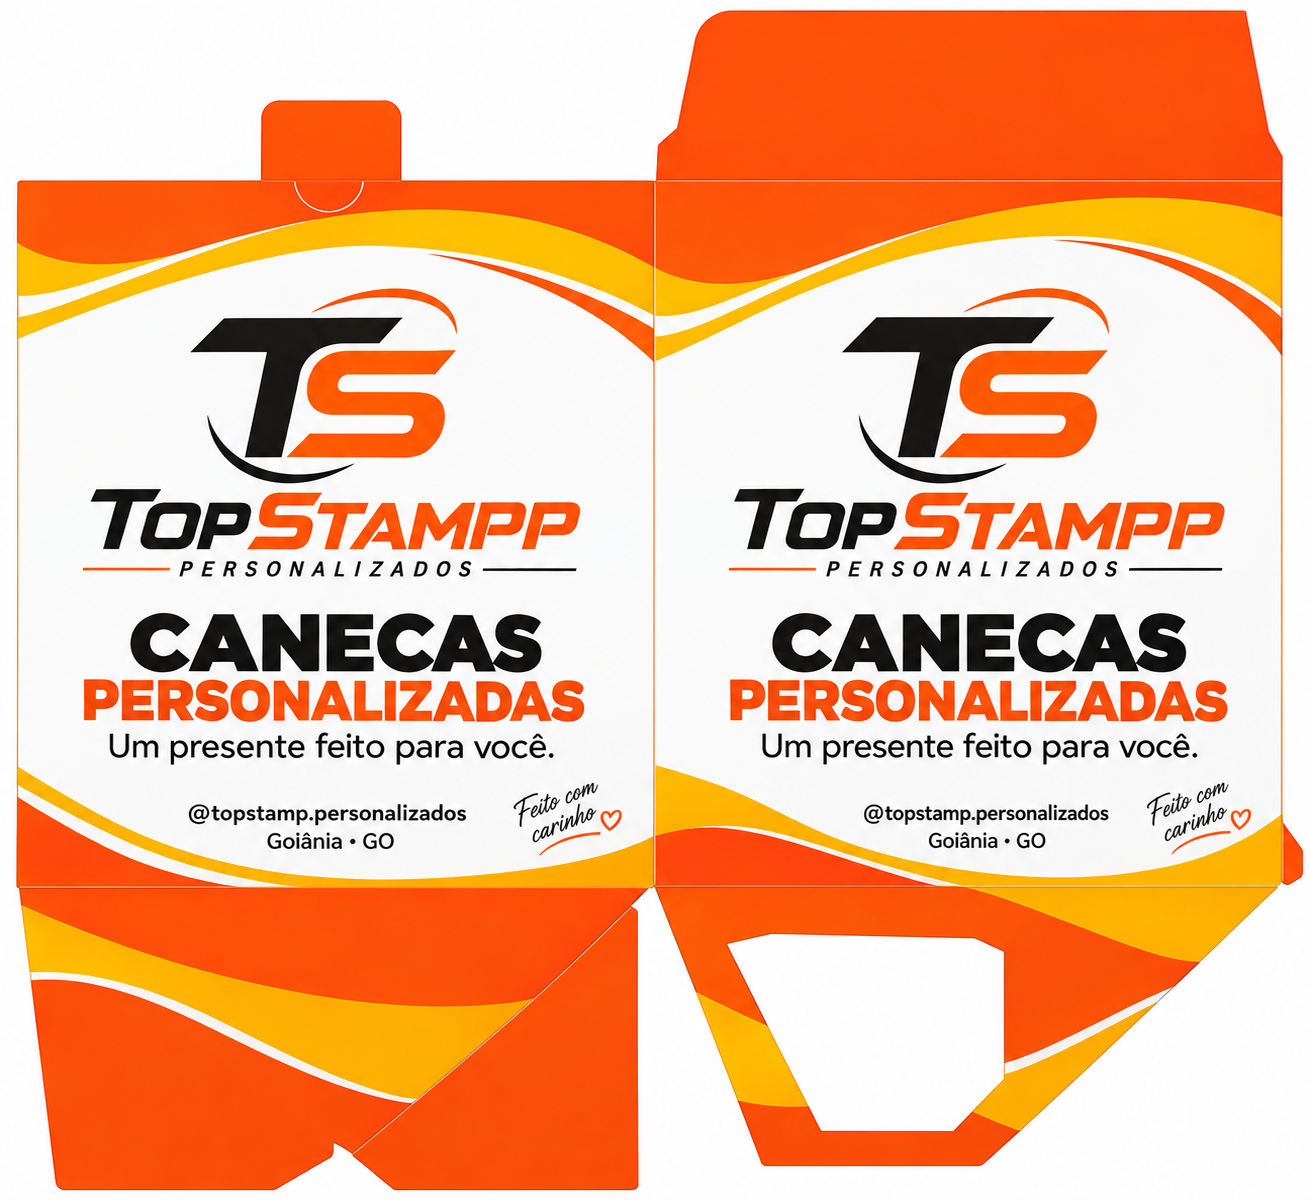 TS
TOPSTAMPP
PERSONALIZADOS
CANECAS
PERSONALIZADAS
Um presente feito para você.
@topstamp.personalizados
Goiânia • GO
Feito com
carinho
TS
TOPSTAMPP
PERSONALIZADOS
CANECAS
PERSONALIZADAS
Um presente feito para você.
@topstamp.personalizados
Goiânia • GO
Feito com
carinho